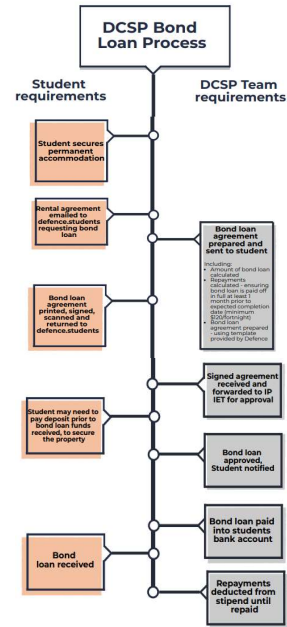 DCSP Bond
Loan Process
Student
requirements
DCSP Team
requirements
Student secures
permanent
accommodation
Rental agreement
emailed to
defence.students
requesting bond
loan
Bond loan
agreement
prepared and
sent to student
Including:
• Amount of bond loan
calculated
• Repayments
calculated - ensuring
bond loan is paid off
in full at least 1
month prior to
expected completion
date (minimum
$120/fortnight)
• Bond loan
agreement prepared
- using template
provided by Defence
Bond loan
agreement
printed, signed,
scanned and
returned to
defence.students
Signed agreement
received and
forwarded to IP
IET for approval
Student may need to
pay deposit prior to
bond loan funds
received, to secure
the property
Bond loan
approved,
Student notified
Bond loan paid
into students
bank account
Bond
loan received
Repayments
deducted from
stipend until
repaid